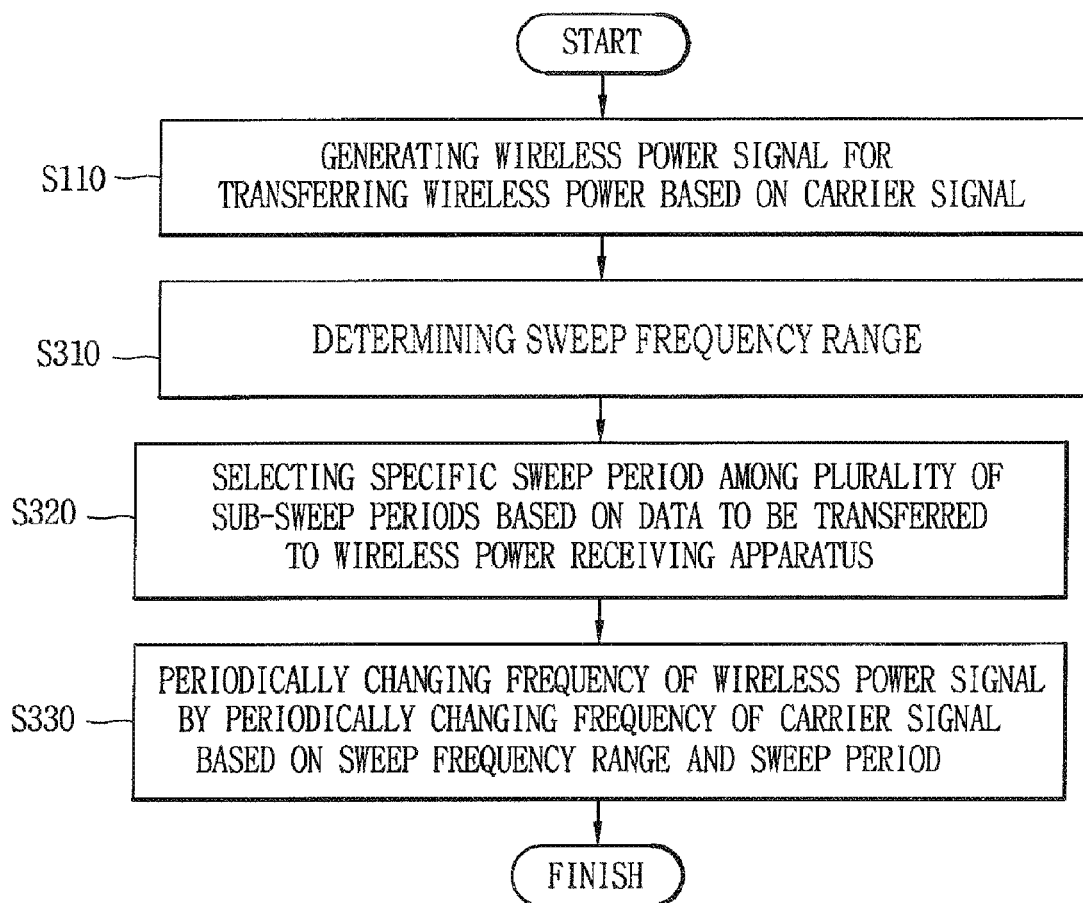 START
S110
GENERATING WIRELESS POWER SIGNAL FOR
TRANSFERRING WIRELESS POWER BASED ON CARRIER SIGNAL
S310
DETERMINING SWEEP FREQUENCY RANGE
S320
SELECTING SPECIFIC SWEEP PERIOD AMONG PLURALITY OF
SUB-SWEEP PERIODS BASED ON DATA TO BE TRANSFERRED
TO WIRELESS POWER RECEIVING APPARATUS
S330
PERIODICALLY CHANGING FREQUENCY OF WIRELESS POWER SIGNAL
BY PERIODICALLY CHANGING FREQUENCY OF CARRIER SIGNAL
BASED ON SWEEP FREQUENCY RANGE AND SWEEP PERIOD
FINISH